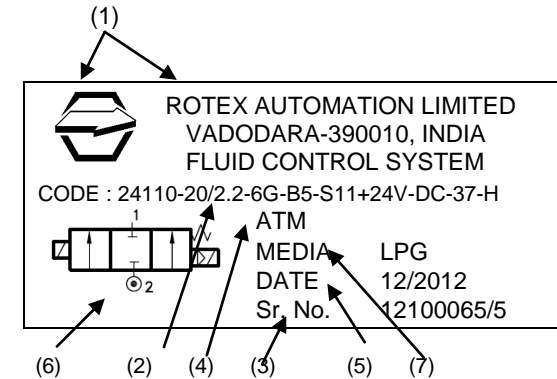 (1)
ROTEX AUTOMATION LIMITED
VADODARA-390010, INDIA
FLUID CONTROL SYSTEM
CODE : 24110-20/2.2-6G-B5-S11+24V-DC-37-H
1
2
ATM
MEDIA LPG
DATE 12/2012
Sr. No. 12100065/5
(6) (2) (4) (3) (5) (7)